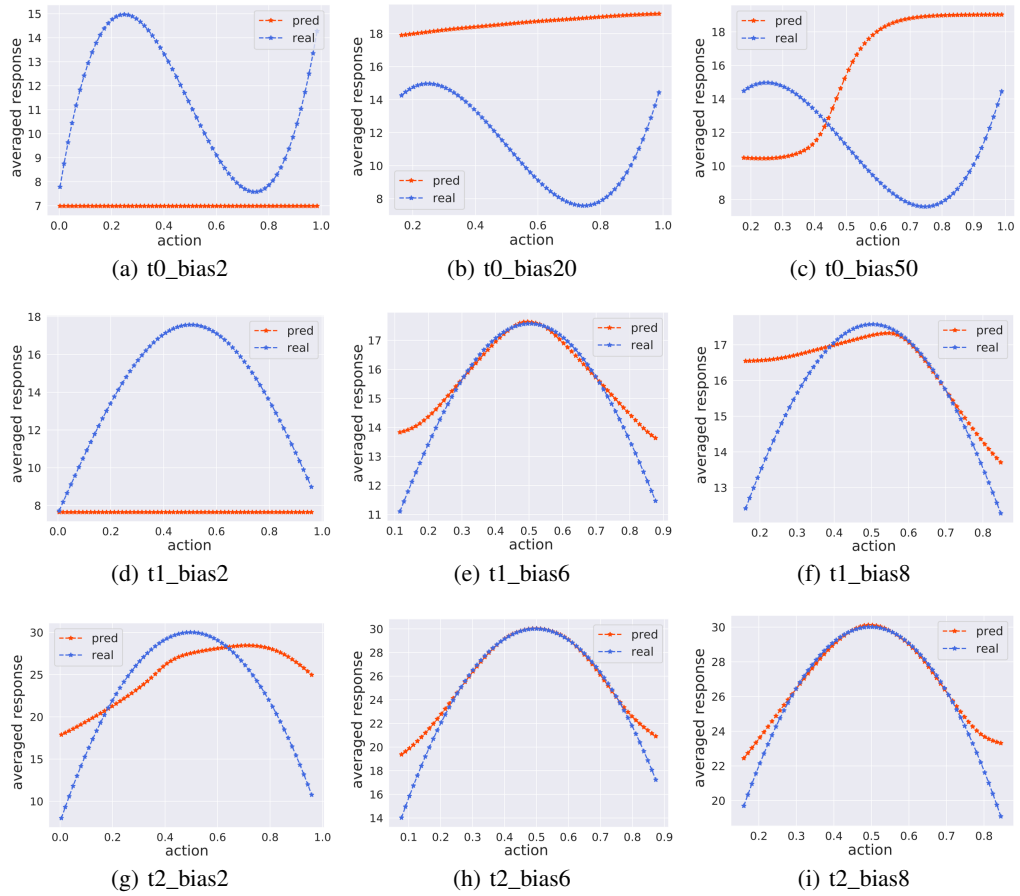 averaged response
15
14
13
12
11
10
9
8
7
pred
real
0.0 0.2 0.4 0.6 0.8 1.0
action
(a) t0_bias2
averaged response
18
16
14
12
10
8
pred
real
0.2 0.3 0.4 0.5 0.6 0.7 0.8 0.9 1.0
action
(b) t0_bias20
averaged response
18
16
14
12
10
8
pred
real
0.2 0.3 0.4 0.5 0.6 0.7 0.8 0.9 1.0
action
(c) t0_bias50
averaged response
18
16
14
12
10
8
pred
real
0.0 0.2 0.4 0.6 0.8 1.0
action
(d) t1_bias2
averaged response
17
16
15
14
13
12
11
pred
real
0.1 0.2 0.3 0.4 0.5 0.6 0.7 0.8 0.9
action
(e) t1_bias6
averaged response
17
16
15
14
13
pred
real
0.2 0.3 0.4 0.5 0.6 0.7 0.8
action
(f) t1_bias8
averaged response
30
25
20
15
10
pred
real
0.0 0.2 0.4 0.6 0.8 1.0
action
(g) t2_bias2
averaged response
30
28
26
24
22
20
18
16
14
pred
real
0.1 0.2 0.3 0.4 0.5 0.6 0.7 0.8 0.9
action
(h) t2_bias6
averaged response
30
28
26
24
22
20
pred
real
0.2 0.3 0.4 0.5 0.6 0.7 0.8
action
(i) t2_bias8